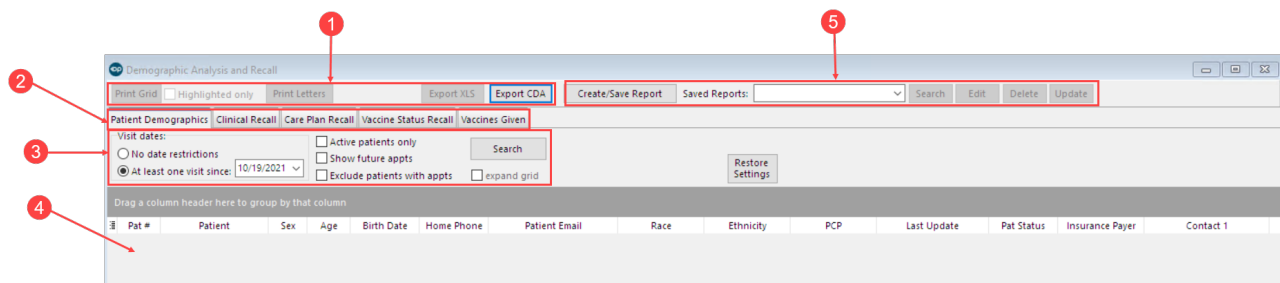 1
5
2
op Demographic Analysis and Recall
Print Grid Highlighted only Print Letters Export XLS Export CDA Create/Save Report Saved Reports: Search Edit Delete Update
Patient Demographics Clinical Recall Care Plan Recall Vaccine Status Recall Vaccines Given
Visit dates:
Active patients only
3
No date restrictions
Show future appts
Search
At least one visit since: 10/19/2021
Exclude patients with appts
expand grid
Restore
Settings
4
Drag a column header here to group by that column
Pat # Patient Sex Age Birth Date Home Phone Patient Email Race Ethnicity PCP Last Update Pat Status Insurance Payer Contact 1